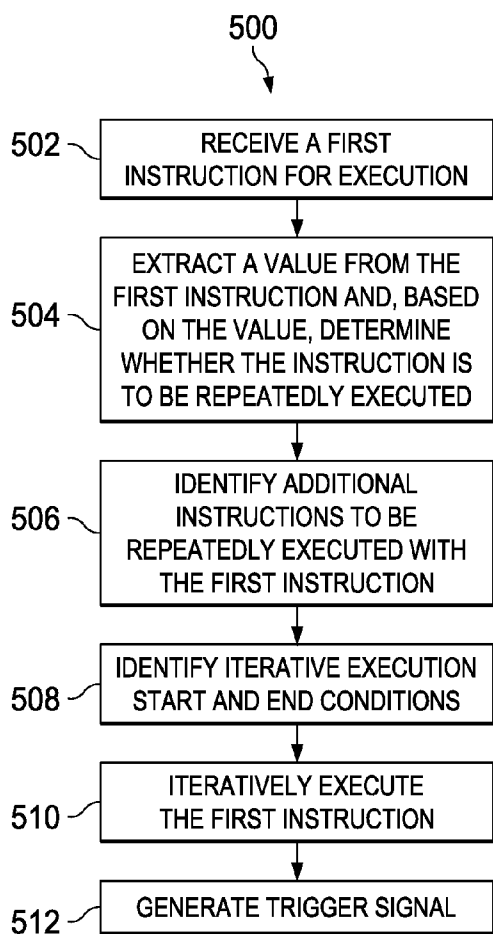 500
502
RECEIVE A FIRST
INSTRUCTION FOR EXECUTION
504
EXTRACT A VALUE FROM THE
FIRST INSTRUCTION AND, BASED
ON THE VALUE, DETERMINE
WHETHER THE INSTRUCTION IS
TO BE REPEATEDLY EXECUTED
506
IDENTIFY ADDITIONAL
INSTRUCTIONS TO BE
REPEATEDLY EXECUTED WITH
THE FIRST INSTRUCTION
508
IDENTIFY ITERATIVE EXECUTION
START AND END CONDITIONS
510
ITERATIVELY EXECUTE
THE FIRST INSTRUCTION
512
GENERATE TRIGGER SIGNAL